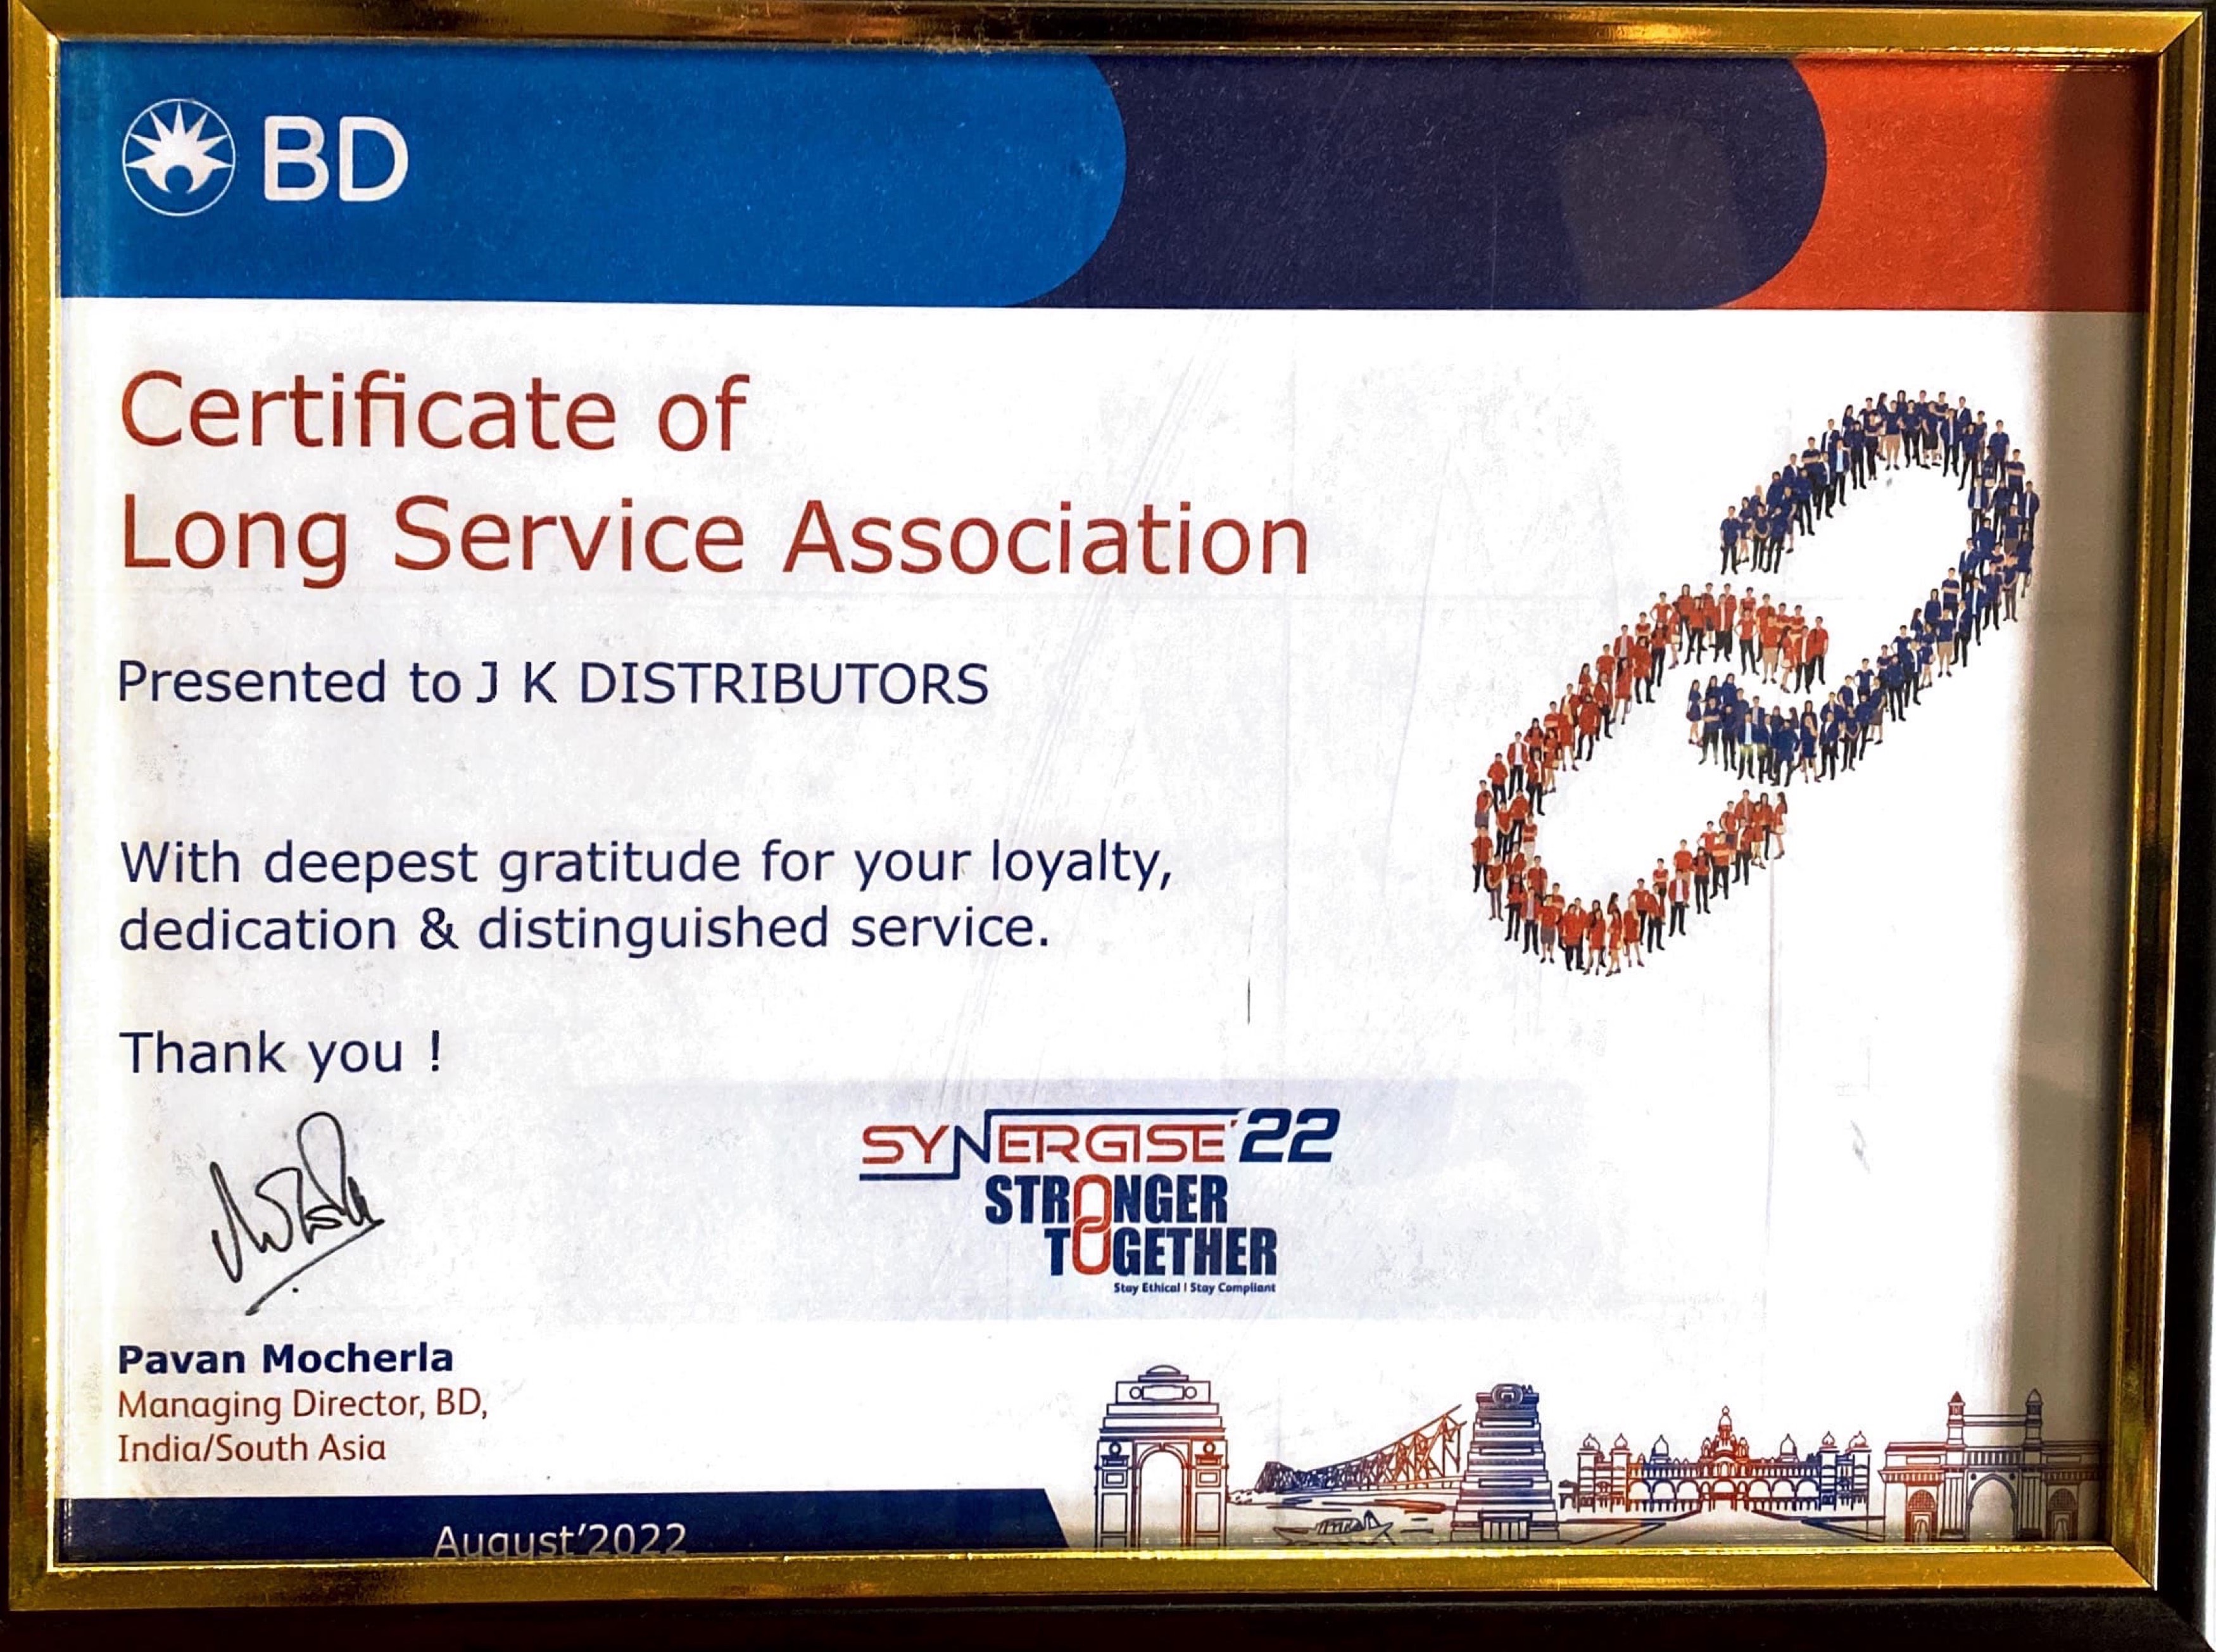 BD
Certificate of
Long Service Association
Presented to J K DISTRIBUTORS
With deepest gratitude for your loyalty,
dedication & distinguished service.
Thank you !
SYNERGISE'22
STRONGER
TOGETHER
Stay Ethical | Stay Compliant
Pavan Mocherla
Managing Director, BD,
India/South Asia
August'2022